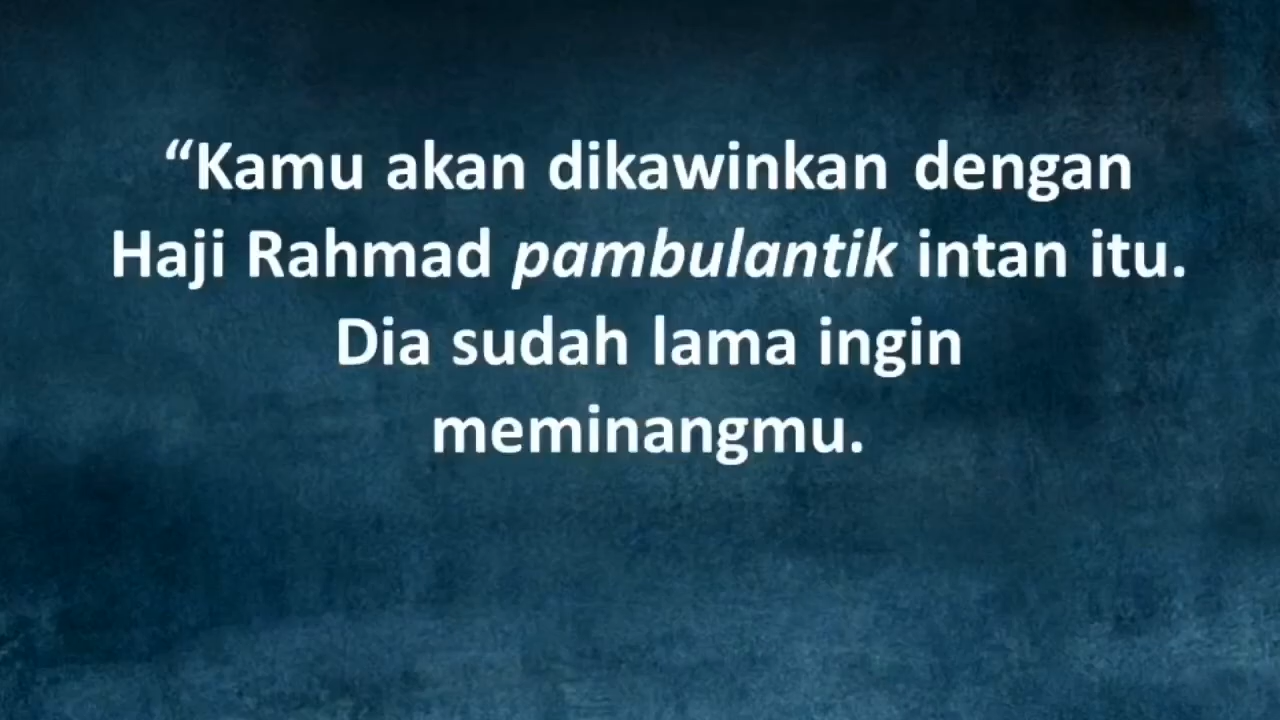 “Kamu akan dikawinkan dengan
Haji Rahmad pambulantik intan itu.
Dia sudah lama ingin
meminangmu.